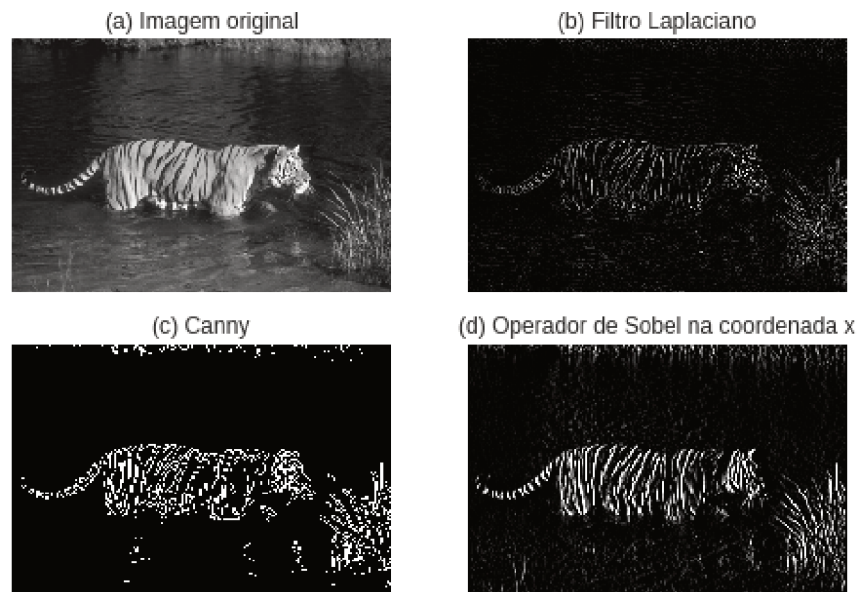 (a) Imagem original
(b) Filtro Laplaciano
(c) Canny
(d) Operador de Sobel na coordenada x